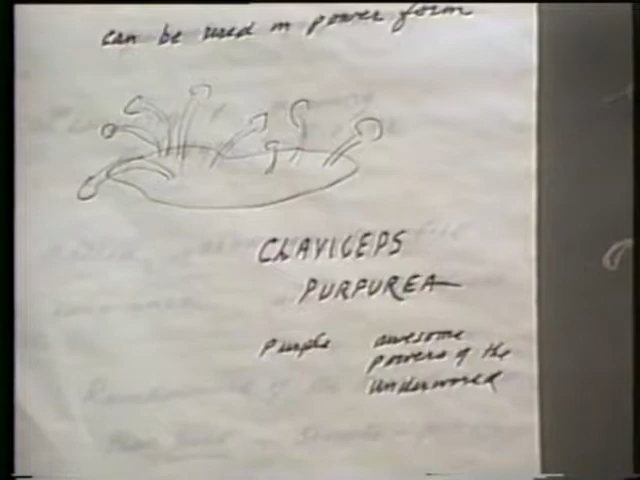 can be used in power form
CLAVICEPS
PURPUREA
purple awesome
powers of the
underworld